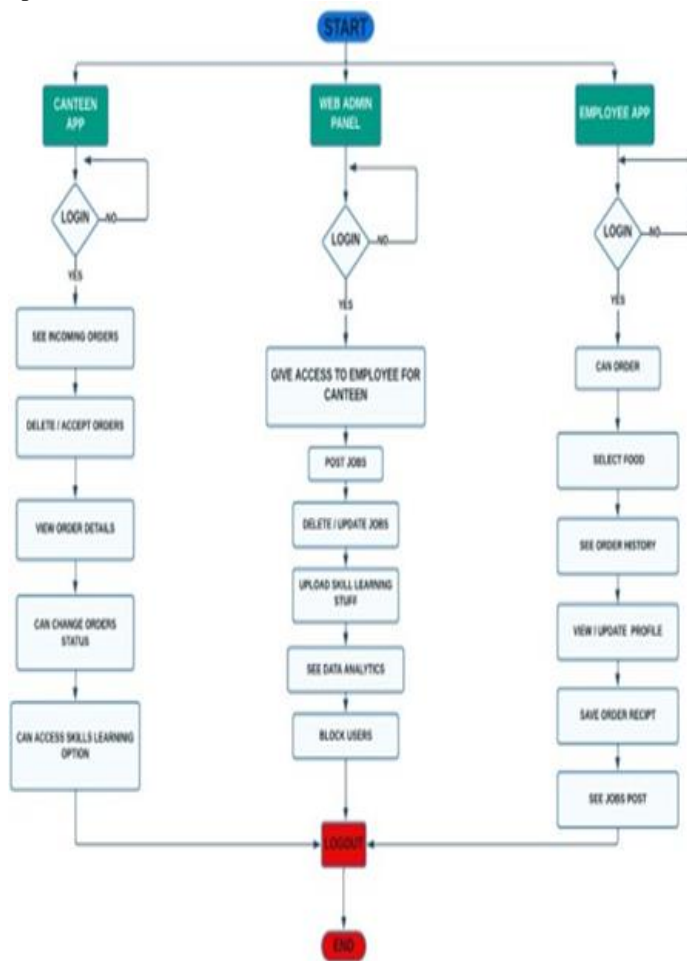 START
CANTEEN
APP
WEB ADMIN
PANEL
EMPLOYEE APP
LOGIN
NO
YES
SEE INCOMING ORDERS
DELETE / ACCEPT ORDERS
VIEW ORDER DETAILS
CAN CHANGE ORDERS
STATUS
CAN ACCESS SKILLS LEARNINIG
OPTION
LOGIN
NO
YES
GIVE ACCESS TO EMPLOYEE FOR
CANTEEN
POST JOBS
DELETE / UPDATE JOBS
UPLOAD SKILL LEARNING
STUFF
SEE DATA ANALYTICS
BLOCK USERS
LOGIN
NO
YES
CAN ORDER
SELECT FOOD
SEE ORDER HISTORY
VIEW / UPDATE PROFILE
SAVE ORDER RECIPT
SEE JOBS POST
LOGOUT
END